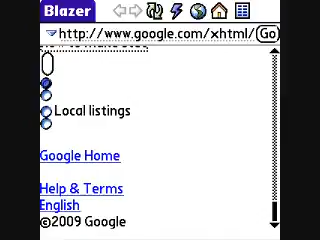 Blazer
http://www.google.com/xhtml/ Go
Local listings
Google Home
Help & Terms
English
©2009 Google